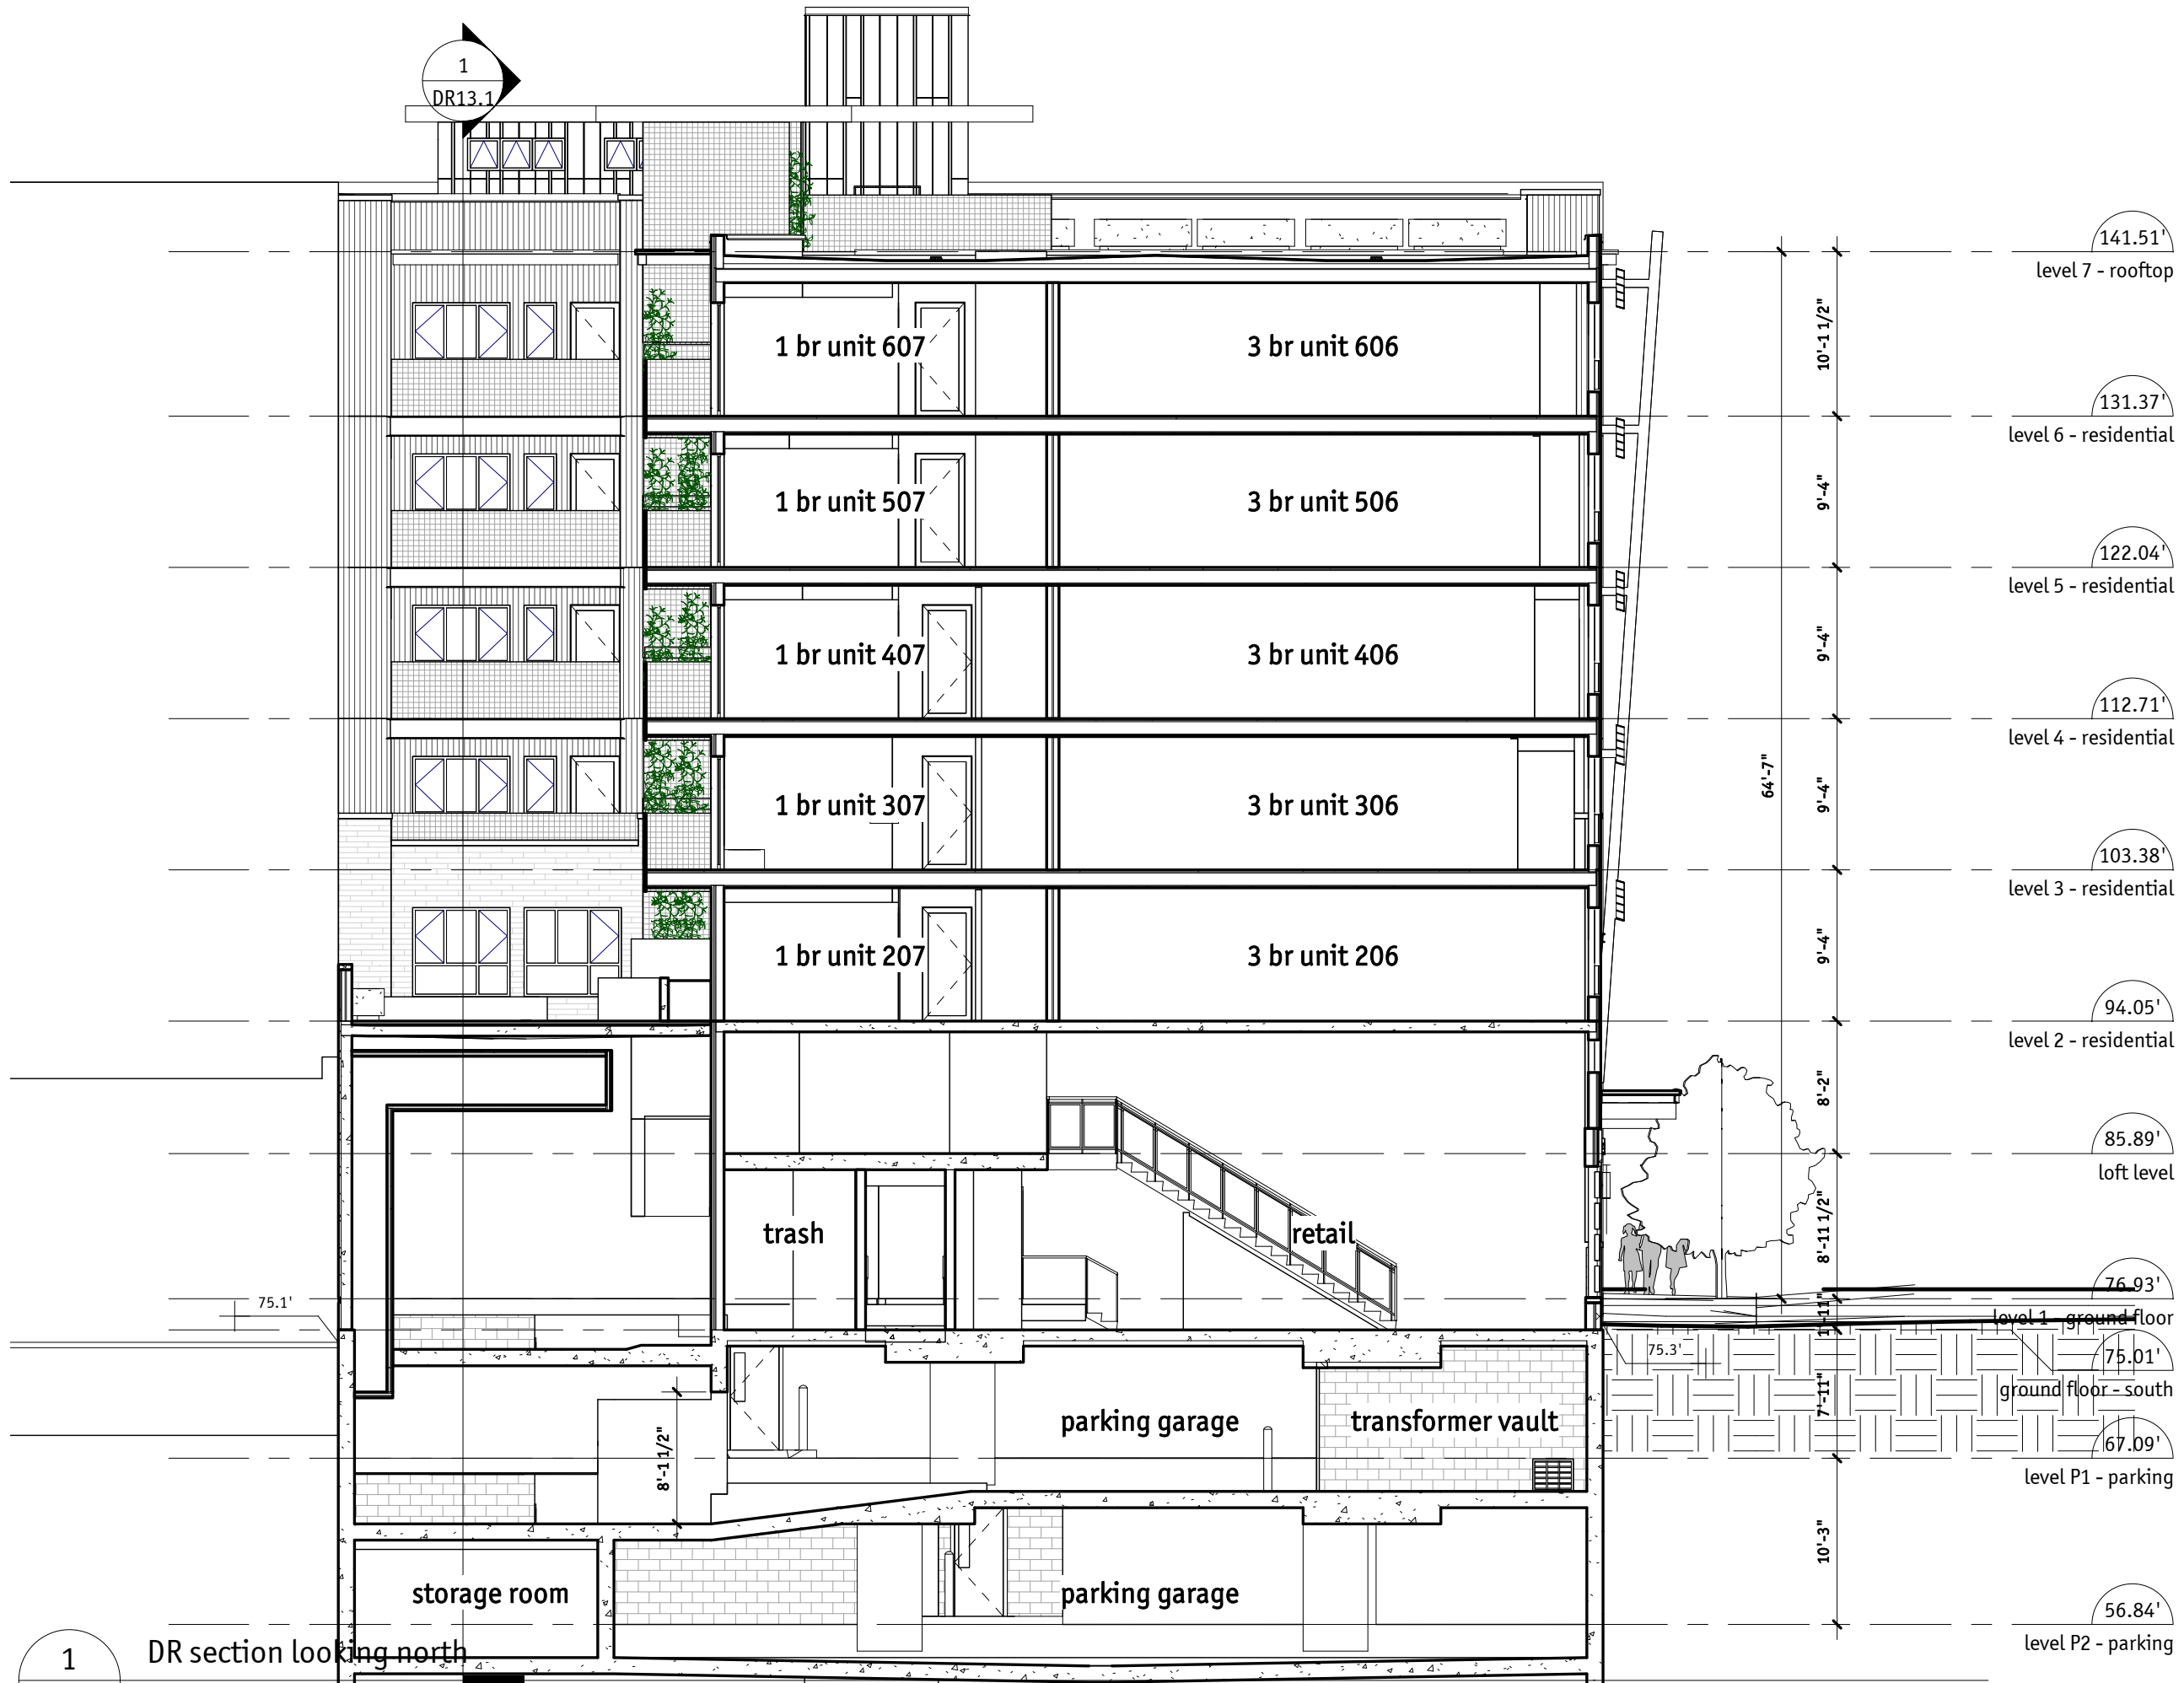 1
DR13.1
141.51'
level 7 - rooftop
10'-1 1/2"
1 br unit 607
3 br unit 606
131.37'
level 6 - residential
9'-4"
1 br unit 507
3 br unit 506
122.04'
level 5 - residential
9'-4"
1 br unit 407
3 br unit 406
112.71'
level 4 - residential
64'-7"
9'-4"
1 br unit 307
3 br unit 306
103.38'
level 3 - residential
9'-4"
1 br unit 207
3 br unit 206
94.05'
level 2 - residential
8'-2"
85.89'
loft level
8'-11 1/2"
trash
retail
76.93'
level 1 - ground floor
1'-11"
75.1'
75.3'
75.01'
ground floor - south
7'-11"
parking garage
transformer vault
8'-1 1/2"
67.09'
level P1 - parking
10'-3"
storage room
parking garage
56.84'
level P2 - parking
1
DR section looking north